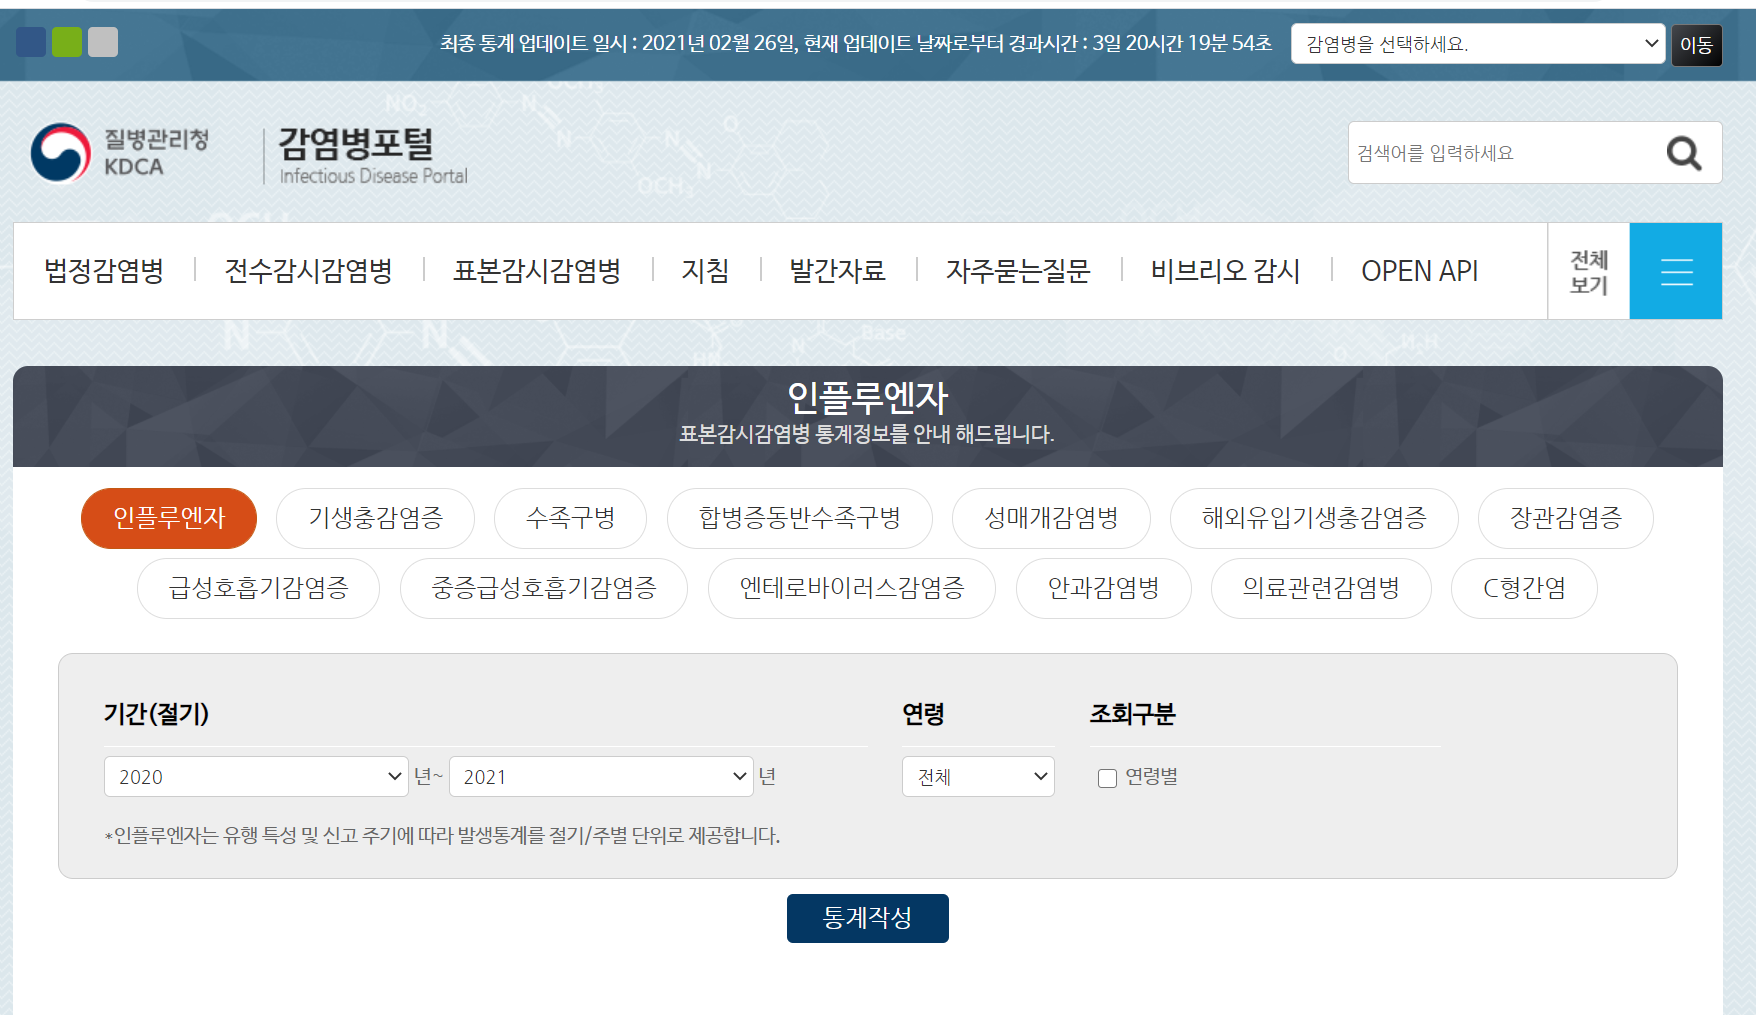 최종 통계 업데이트 일시 : 2021년 02월 26일, 현재 업데이트 날짜로부터 경과시간 : 3일 20시간 19분 54초 감염병을 선택하세요. 이동
질병관리청
KDCA
감염병포털
Infectious Disease Portal
검색어를 입력하세요
법정감염병 전수감시감염병 표본감시감염병 지침 발간자료 자주묻는질문 비브리오 감시 OPEN API 전체
보기
인플루엔자
표본감시감염병 통계정보를 안내 해드립니다.
인플루엔자 기생충감염증 수족구병 합병증동반수족구병 성매개감염병 해외유입기생충감염증 장관감염증
급성호흡기감염증 중증급성호흡기감염증 엔테로바이러스감염증 안과감염병 의료관련감염병 C형간염
기간(절기) 연령 조회구분
2020 년~ 2021 년 전체 연령별
*인플루엔자는 유행 특성 및 신고 주기에 따라 발생통계를 절기/주별 단위로 제공합니다.
통계작성